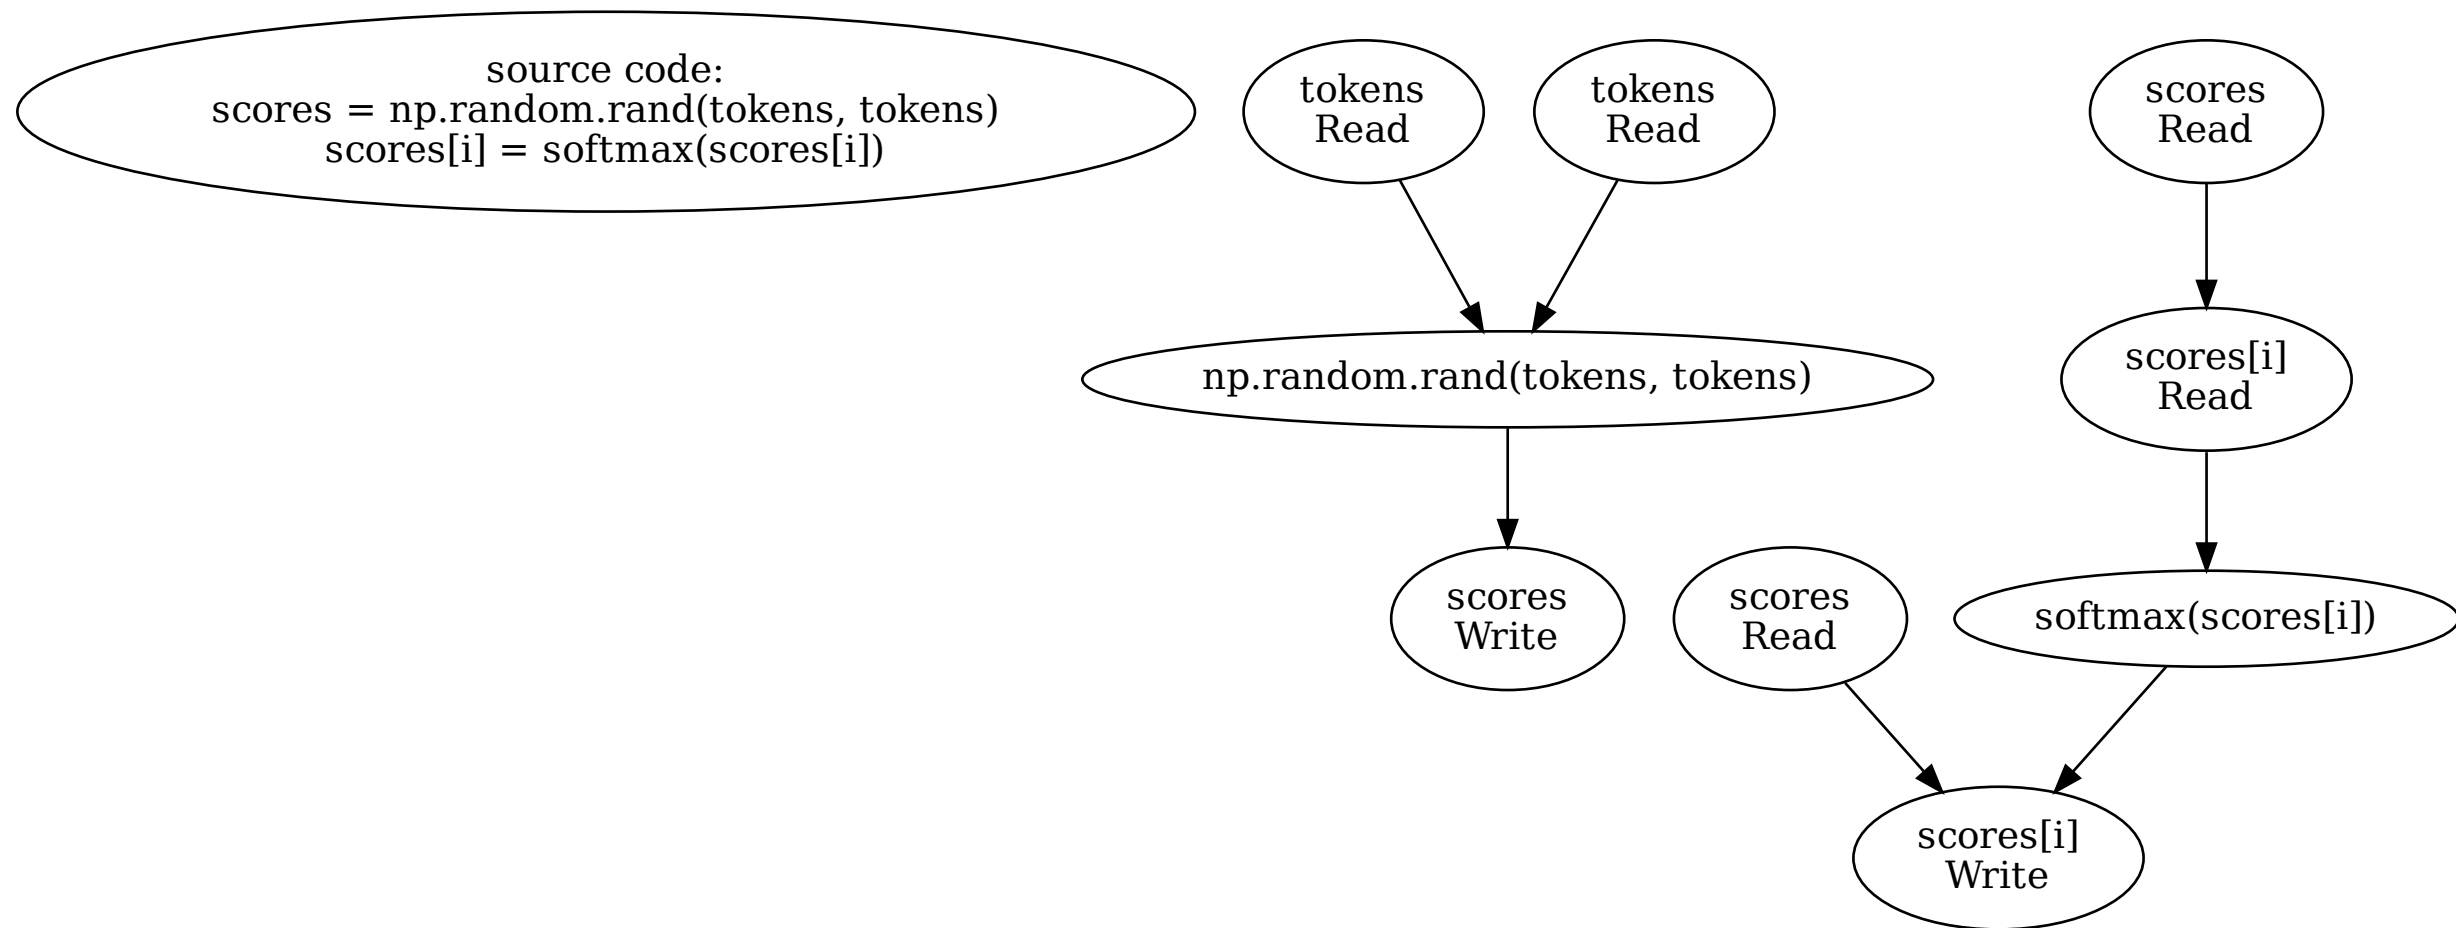 source code:
scores = np.random.rand(tokens, tokens)
scores[i] = softmax(scores[i])
tokens
Read
tokens
Read
scores
Read
np.random.rand(tokens, tokens)
scores[i]
Read
scores
Write
scores
Read
softmax(scores[i])
scores[i]
Write